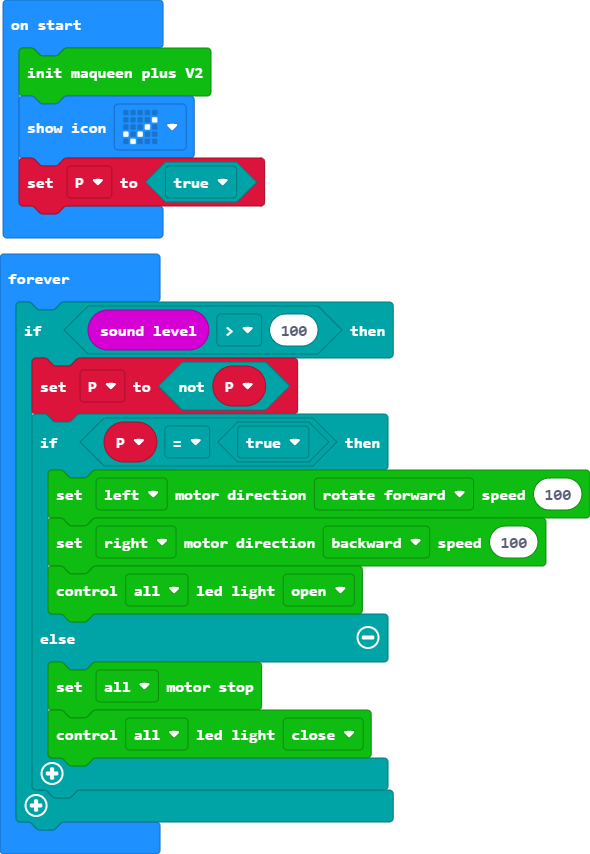 on start
init maqueen plus V2
show icon
set P to true
forever
if sound level > 100 then
set P to not P
if P = true then
set left motor direction rotate forward speed 100
set right motor direction backward speed 100
control all led light open
else
set all motor stop
control all led light close